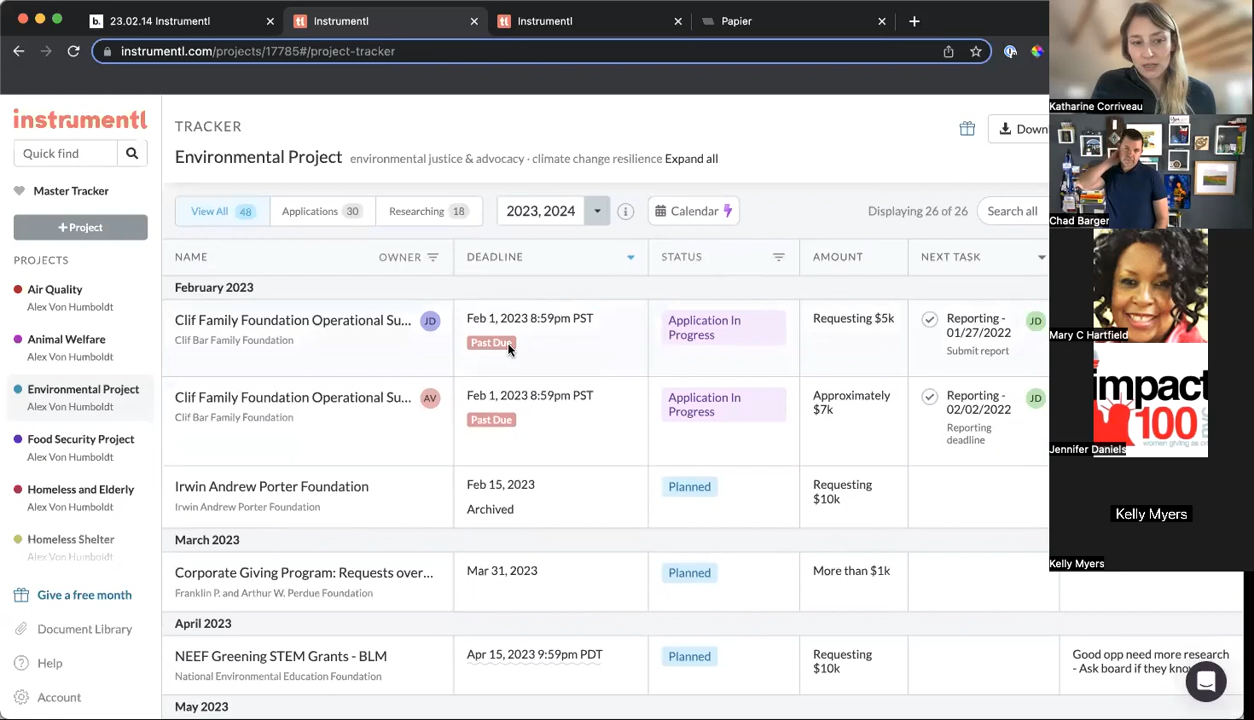 23.02.14 Instrumentl
Instrumentl
Instrumentl
Papier
instrumentl.com/projects/17785#/project-tracker
instrumentl
Quick find
Master Tracker
+ Project
PROJECTS
Air Quality
Alex Von Humboldt
Animal Welfare
Alex Von Humboldt
Environmental Project
Alex Von Humboldt
Food Security Project
Alex Von Humboldt
Homeless and Elderly
Alex Von Humboldt
Homeless Shelter
Alex Von Humboldt
Give a free month
Document Library
Help
Account
TRACKER
Down
Environmental Project environmental justice & advocacy · climate change resilience Expand all
View All 48 Applications 30 Researching 18 2023, 2024 Calendar Displaying 26 of 26 Search all
NAME OWNER DEADLINE STATUS AMOUNT NEXT TASK
February 2023
Clif Family Foundation Operational Su... JD
Clif Bar Family Foundation
Feb 1, 2023 8:59pm PST
Past Due
Application In
Progress
Requesting $5k
Reporting -
01/27/2022
Submit report
JD
Clif Family Foundation Operational Su... AV
Clif Bar Family Foundation
Feb 1, 2023 8:59pm PST
Past Due
Application In
Progress
Approximately
$7k
Reporting -
02/02/2022
Reporting
deadline
JD
Irwin Andrew Porter Foundation
Irwin Andrew Porter Foundation
Feb 15, 2023
Archived
Planned
Requesting
$10k
March 2023
Corporate Giving Program: Requests over...
Franklin P. and Arthur W. Perdue Foundation
Mar 31, 2023
Planned
More than $1k
April 2023
NEEF Greening STEM Grants - BLM
National Environmental Education Foundation
Apr 15, 2023 9:59pm PDT
Planned
Requesting
$10k
Good opp need more research
- Ask board if they kno
May 2023
Katharine Corriveau
Chad Barger
Mary C Hartfield
impact
100
women giving as
Jennifer Daniels
Kelly Myers
Kelly Myers